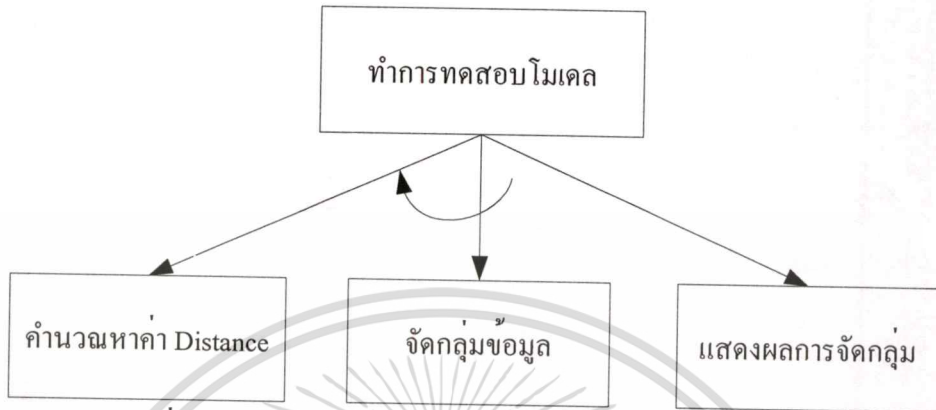 ทำการทดสอบโมเดล
คำนวณหาค่า Distance
จัดกลุ่มข้อมูล
แสดงผลการจัดกลุ่ม